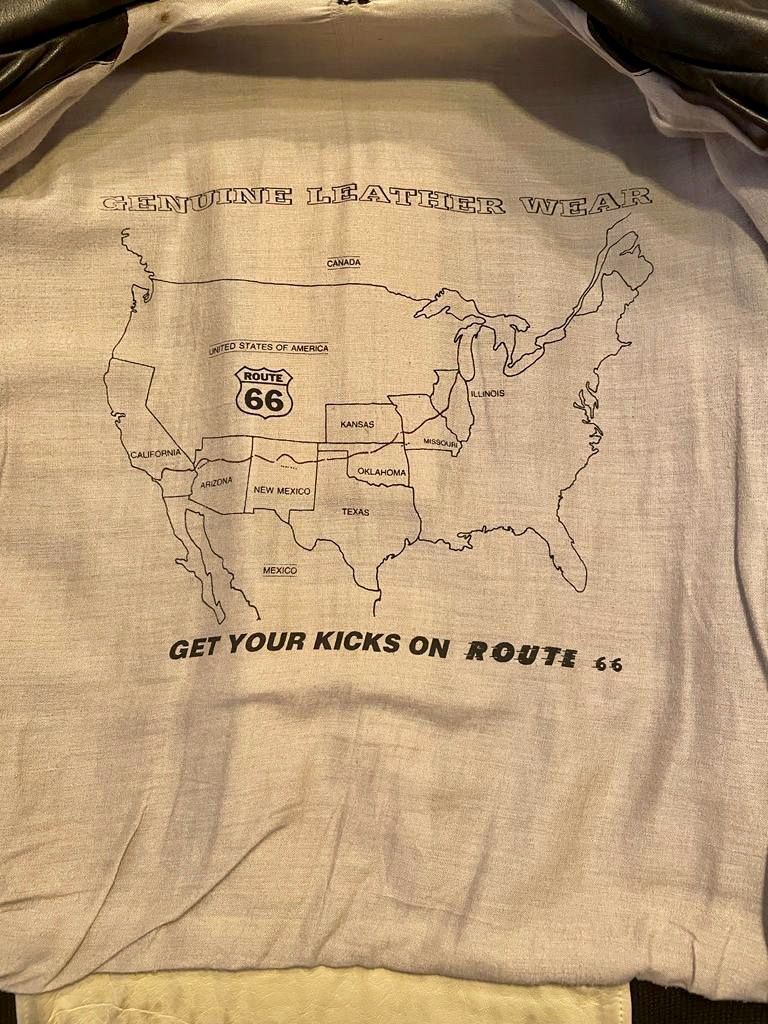 GENUINE LEATHER WEAR
CANADA
UNITED STATES OF AMERICA
ROUTE
66
ILLINOIS
KANSAS
MISSOURI
CALIFORNIA
OKLAHOMA
ARIZONA
NEW MEXICO
TEXAS
MEXICO
GET YOUR KICKS ON ROUTE 66